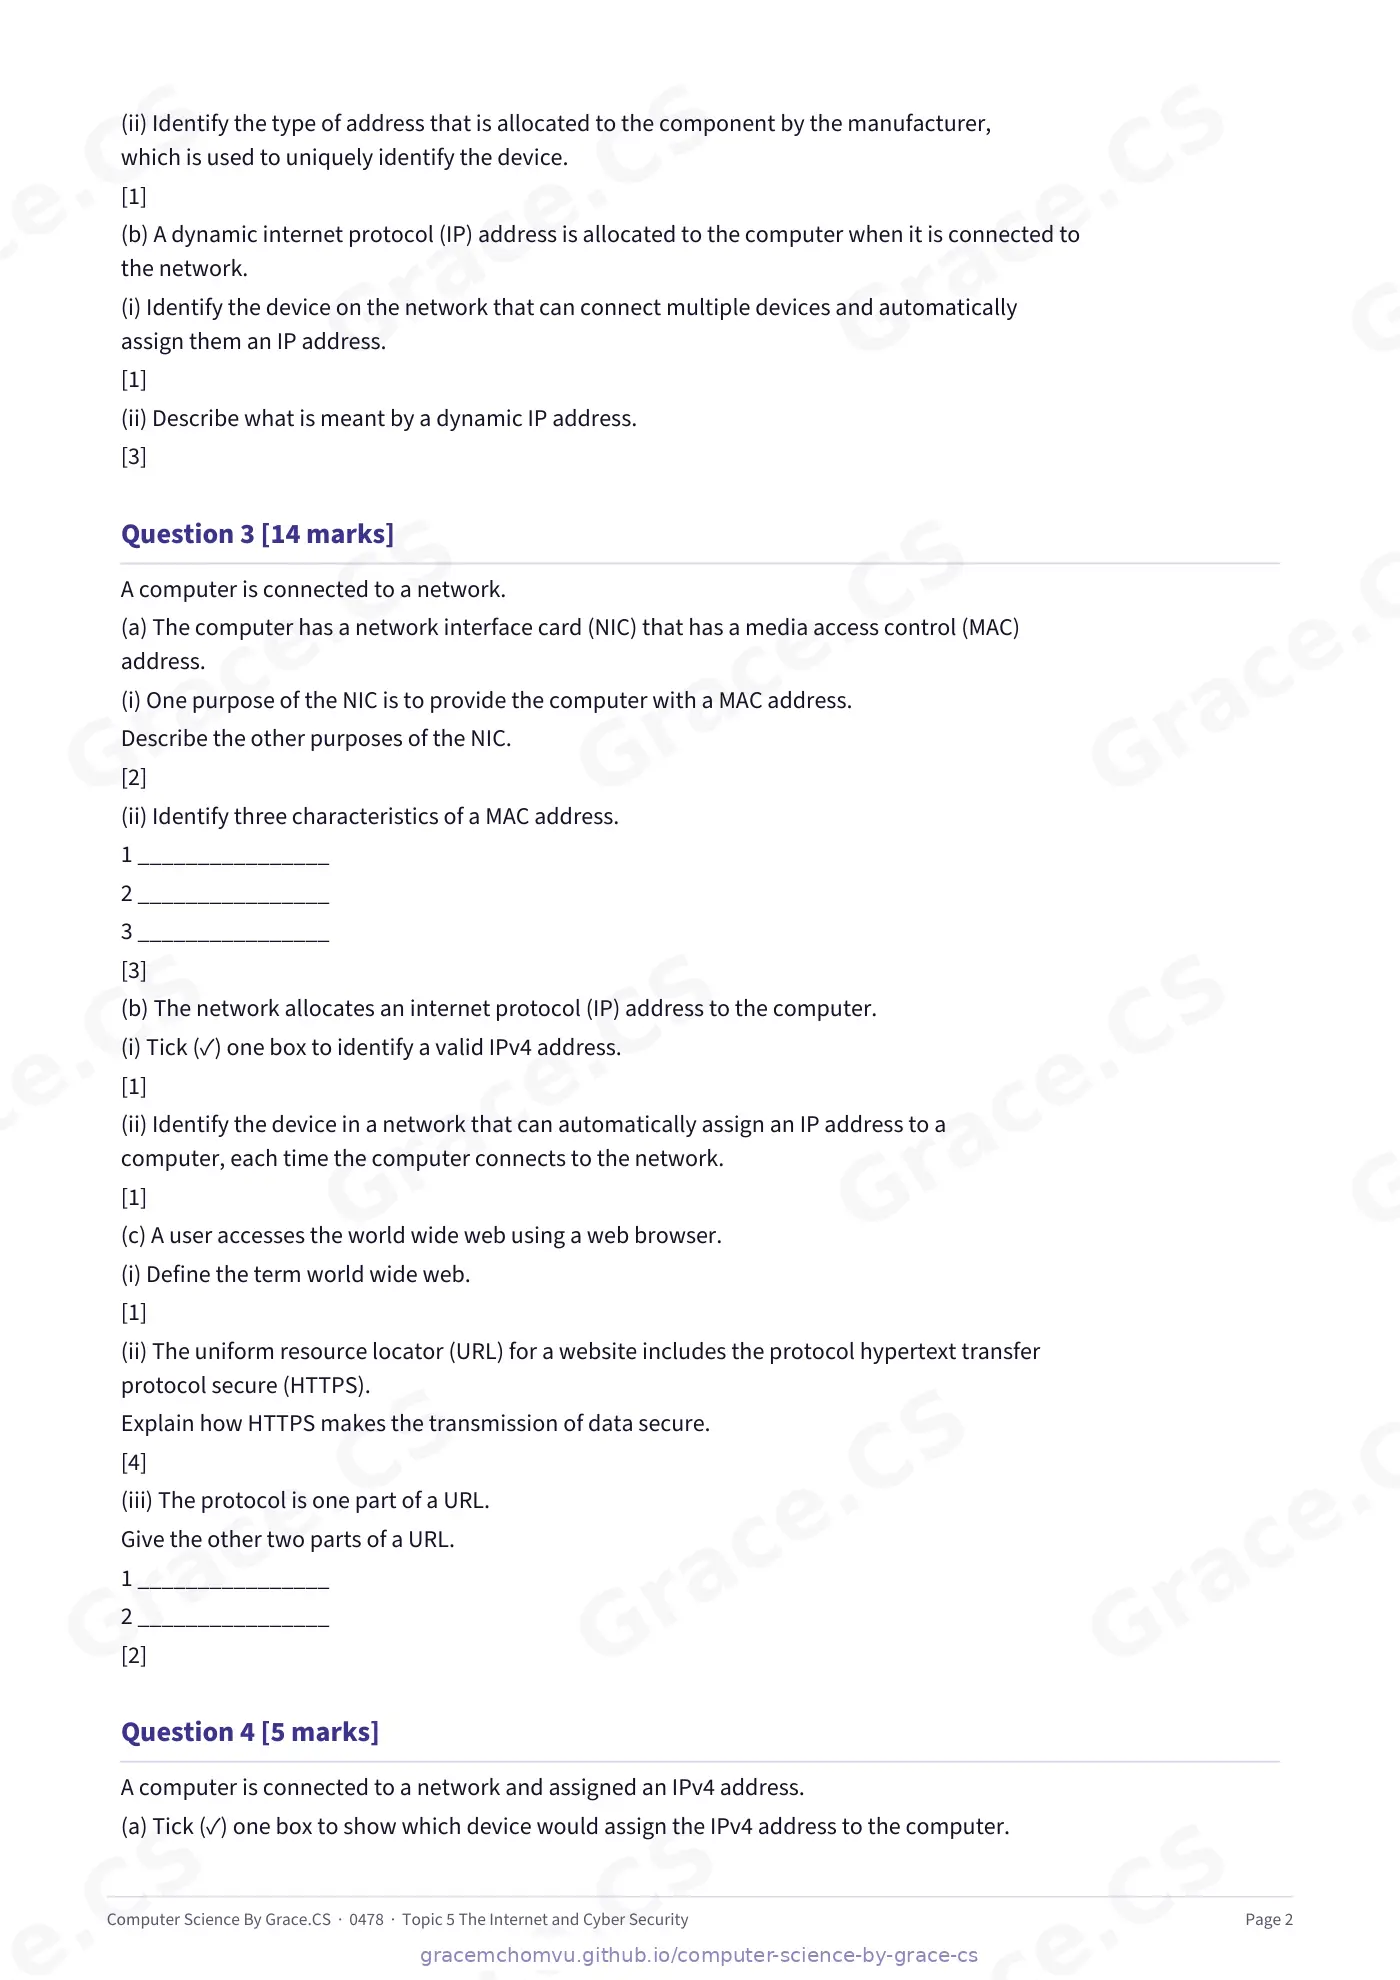 (ii) Identify the type of address that is allocated to the component by the manufacturer,
which is used to uniquely identify the device.
[1]
(b) A dynamic internet protocol (IP) address is allocated to the computer when it is connected to
the network.
(i) Identify the device on the network that can connect multiple devices and automatically
assign them an IP address.
[1]
(ii) Describe what is meant by a dynamic IP address.
[3]
Question 3 [14 marks]
A computer is connected to a network.
(a) The computer has a network interface card (NIC) that has a media access control (MAC)
address.
(i) One purpose of the NIC is to provide the computer with a MAC address.
Describe the other purposes of the NIC.
[2]
(ii) Identify three characteristics of a MAC address.
1 ________________
2 ________________
3 ________________
[3]
(b) The network allocates an internet protocol (IP) address to the computer.
(i) Tick (✓) one box to identify a valid IPv4 address.
[1]
(ii) Identify the device in a network that can automatically assign an IP address to a
computer, each time the computer connects to the network.
[1]
(c) A user accesses the world wide web using a web browser.
(i) Define the term world wide web.
[1]
(ii) The uniform resource locator (URL) for a website includes the protocol hypertext transfer
protocol secure (HTTPS).
Explain how HTTPS makes the transmission of data secure.
[4]
(iii) The protocol is one part of a URL.
Give the other two parts of a URL.
1 ________________
2 ________________
[2]
Question 4 [5 marks]
A computer is connected to a network and assigned an IPv4 address.
(a) Tick (✓) one box to show which device would assign the IPv4 address to the computer.
Computer Science By Grace.CS · 0478 · Topic 5 The Internet and Cyber Security
Page 2
gracemchomvu.github.io/computer-science-by-grace-cs
Grace.CS